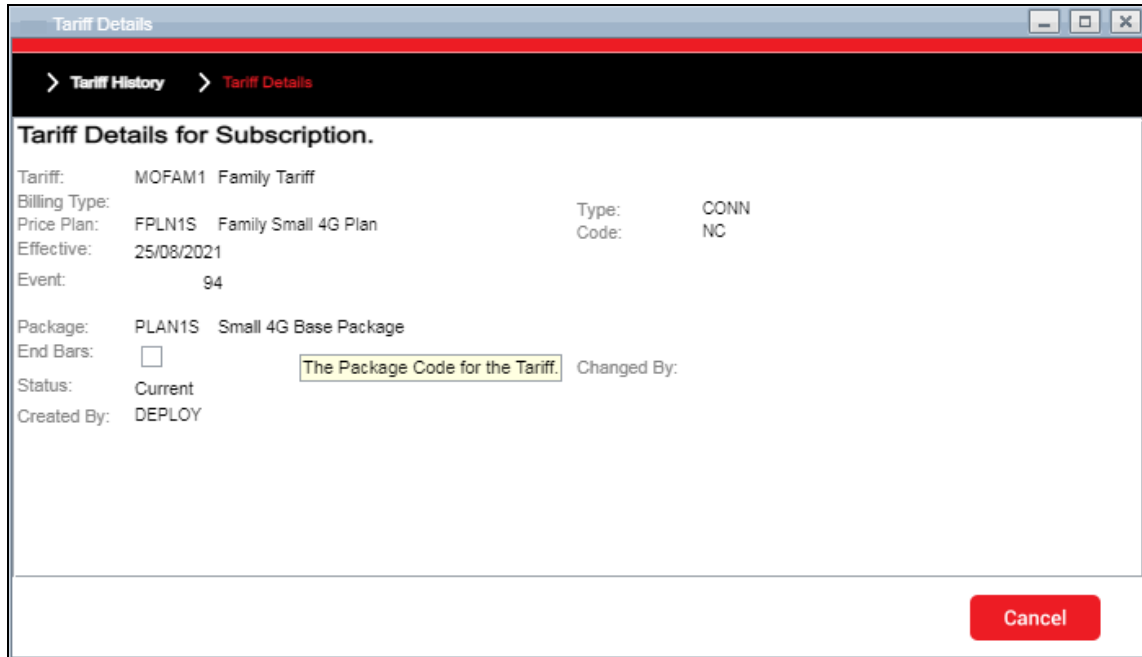 Tariff Details
Tariff History Tariff Details
Tariff Details for Subscription.
Tariff: MOFAM1 Family Tariff
Billing Type:
Price Plan: FPLN1S Family Small 4G Plan
Type: CONN
Effective: 25/08/2021
Code: NC
Event: 94
Package: PLAN1S Small 4G Base Package
End Bars:
The Package Code for the Tariff. Changed By:
Status: Current
Created By: DEPLOY
Cancel